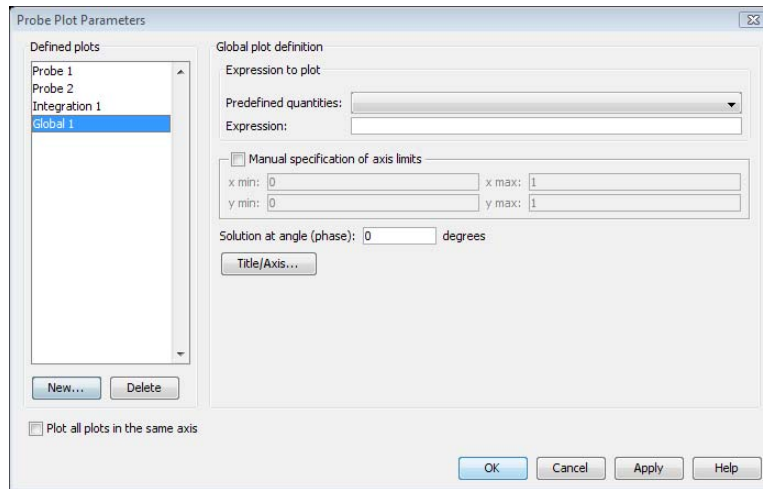 Probe Plot Parameters
Defined plots
Probe 1
Probe 2
Integration 1
Global 1
New...
Delete
Plot all plots in the same axis
Global plot definition
Expression to plot
Predefined quantities:
Expression:
Manual specification of axis limits
x min: 0 x max: 1
y min: 0 y max: 1
Solution at angle (phase): 0 degrees
Title/Axis...
OK Cancel Apply Help